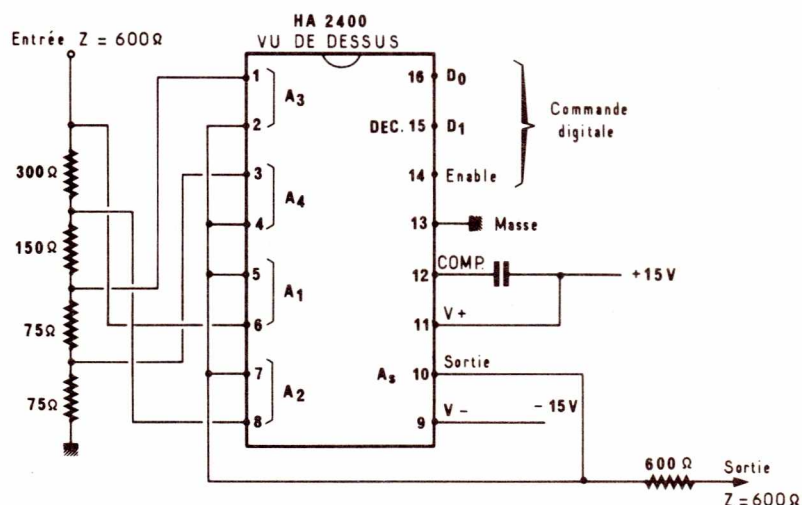 HA 2400
VU DE DESSUS
Entrée Z = 600Ω
300Ω
150Ω
75Ω
75Ω
1
2
A3
3
4
A4
5
6
A1
7
8
A2
16 D0
DEC. 15 D1
14 Enable
Commande
digitale
13 Masse
COMP.
12
+15V
V+
11
Sortie
As 10
V-
9
-15V
600 Ω
Sortie
Z = 600Ω